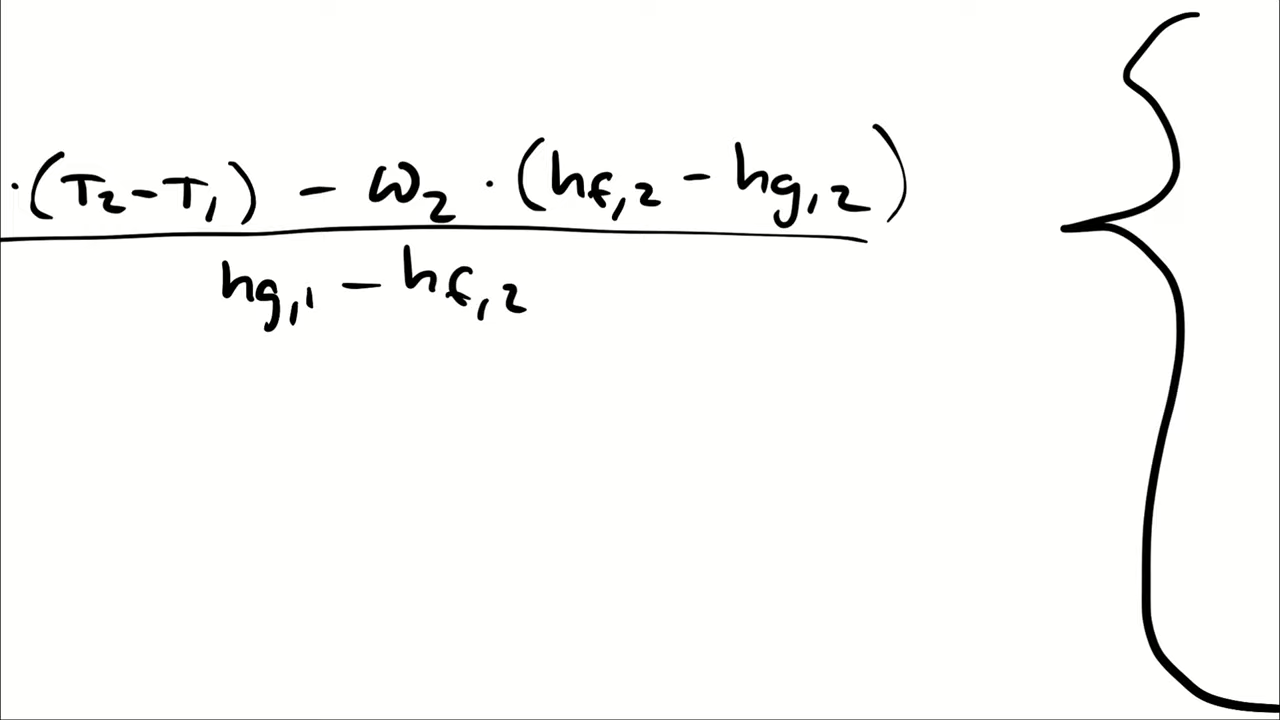 ·(T₂-T₁) - ω₂ · (hf,2 - hg,2)
hg,1 - hf,2